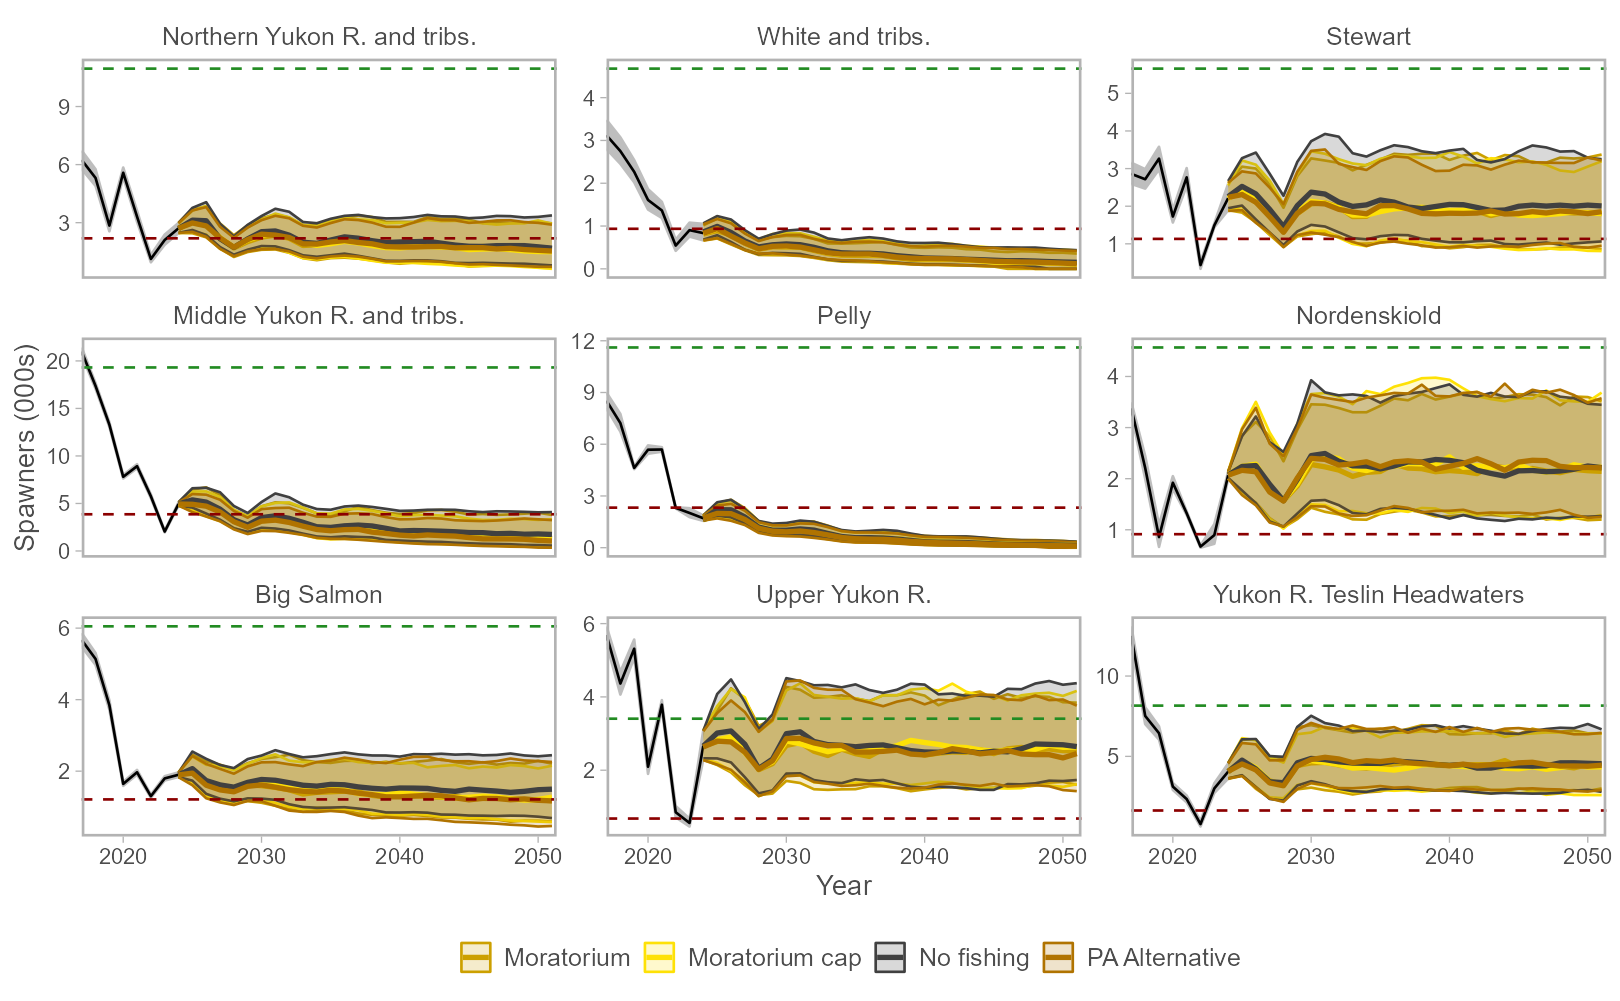 Northern Yukon R. and tribs.
White and tribs.
Stewart
9
6
3
4
3
2
1
0
5
4
3
2
1
Middle Yukon R. and tribs.
Pelly
Nordenskiold
20
15
10
5
0
12
9
6
3
0
4
3
2
1
Spawners (000s)
Big Salmon
Upper Yukon R.
Yukon R. Teslin Headwaters
6
4
2
6
4
2
10
5
2020 2030 2040 2050
2020 2030 2040 2050
2020 2030 2040 2050
Year
Moratorium Moratorium cap No fishing PA Alternative